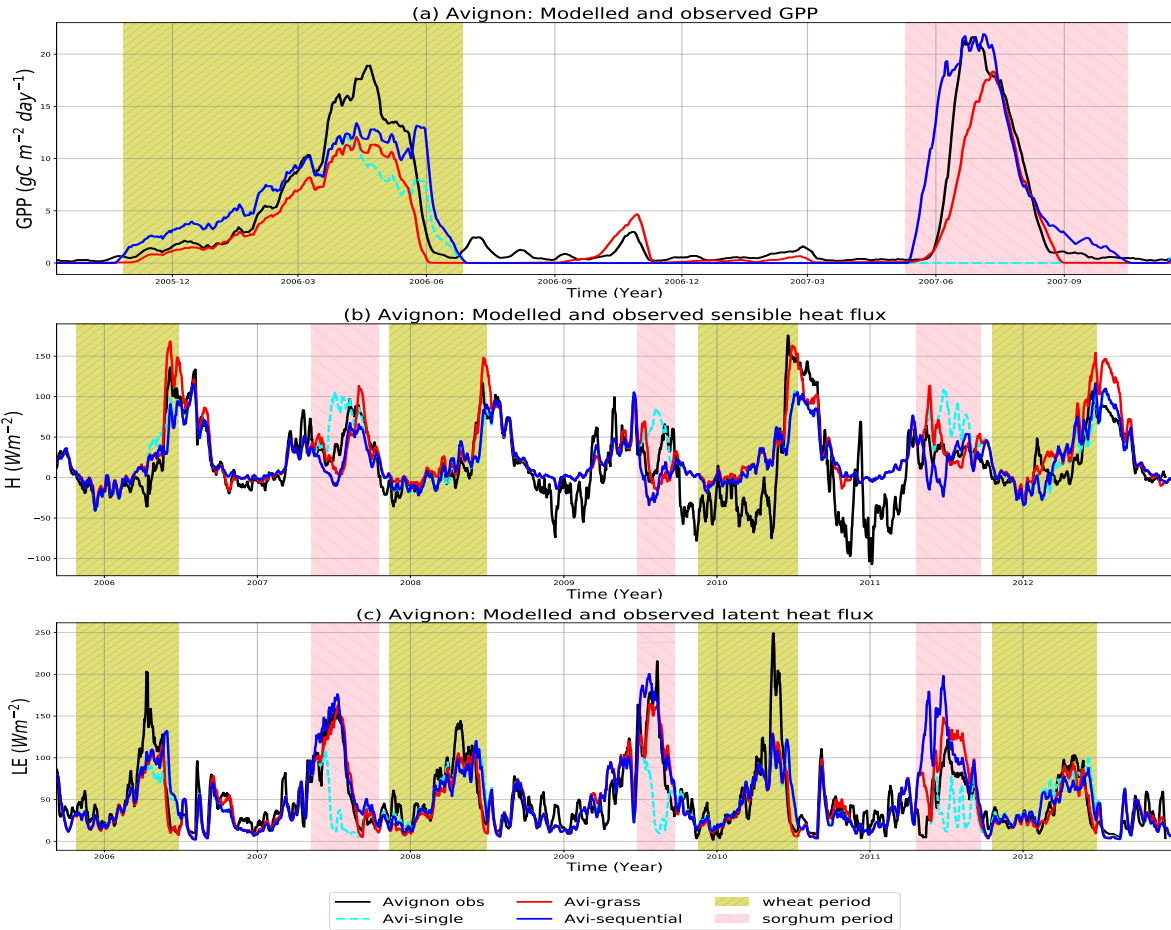 (a) Avignon: Modelled and observed GPP
GPP (gC m⁻² day⁻¹)
20
15
10
5
0
2005-12 2006-03 2006-06 2006-09 2006-12 2007-03 2007-06 2007-09
Time (Year)
(b) Avignon: Modelled and observed sensible heat flux
H (Wm⁻²)
150
100
50
0
−50
−100
2006 2007 2008 2009 2010 2011 2012
Time (Year)
(c) Avignon: Modelled and observed latent heat flux
LE (Wm⁻²)
250
200
150
100
50
0
2006 2007 2008 2009 2010 2011 2012
Time (Year)
Avignon obs Avi-grass wheat period
Avi-single Avi-sequential sorghum period